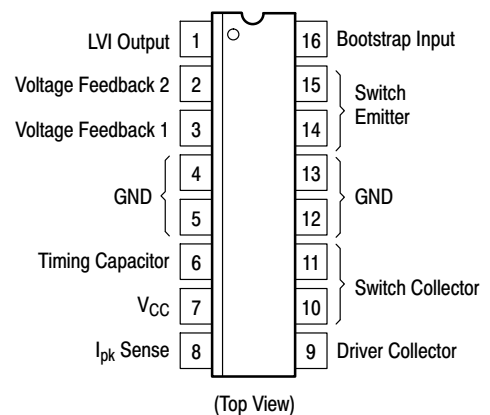 LVI Output 1 16 Bootstrap Input
Voltage Feedback 2 2 15 Switch
Emitter
Voltage Feedback 1 3 14
4 13
GND GND
5 12
Timing Capacitor 6 11
Switch Collector
VCC 7 10
Ipk Sense 8 9 Driver Collector
(Top View)